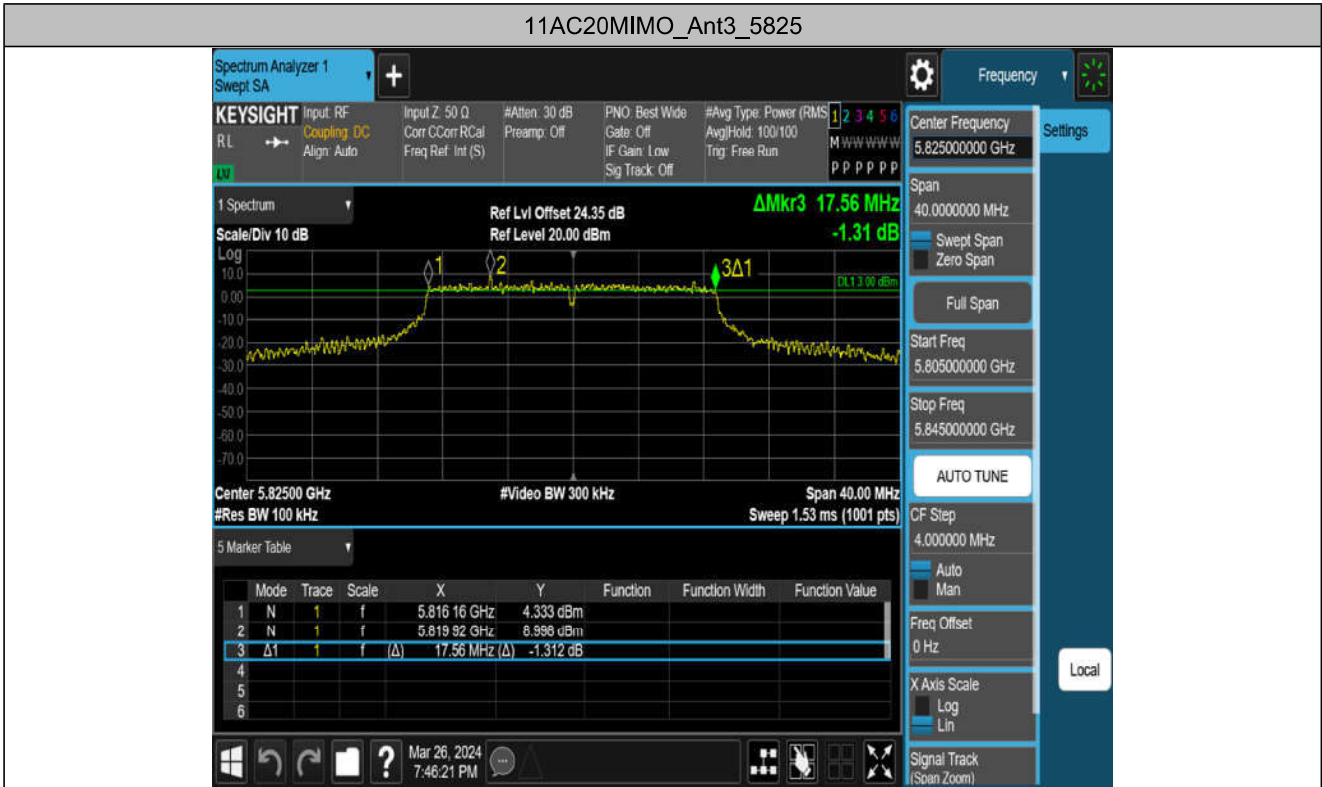 11AC20MIMO_Ant3_5825
Spectrum Analyzer 1
Swept SA
+
Frequency
KEYSIGHT
Input: RF
Coupling: DC
Align: Auto
RL
LXI
Input Z: 50 Ω
Corr CCorr RCal
Freq Ref: Int (S)
#Atten: 30 dB
Preamp: Off
PNO: Best Wide
Gate: Off
IF Gain: Low
Sig Track: Off
#Avg Type: Power (RMS
Avg|Hold: 100/100
Trig: Free Run
1 2 3 4 5 6
M W W W W W
P P P P P P
Center Frequency
5.825000000 GHz
Settings
Span
40.0000000 MHz
Swept Span
Zero Span
Full Span
Start Freq
5.805000000 GHz
Stop Freq
5.845000000 GHz
AUTO TUNE
CF Step
4.000000 MHz
Auto
Man
Freq Offset
0 Hz
X Axis Scale
Log
Lin
Signal Track
(Span Zoom)
Local
1 Spectrum
Scale/Div 10 dB
Ref Lvl Offset 24.35 dB
Ref Level 20.00 dBm
ΔMkr3 17.56 MHz
-1.31 dB
Log
10.0
0.00
-10.0
-20.0
-30.0
-40.0
-50.0
-60.0
-70.0
1
2
3Δ1
DL1 3.00 dBm
Center 5.82500 GHz
#Video BW 300 kHz
Span 40.00 MHz
#Res BW 100 kHz
Sweep 1.53 ms (1001 pts)
5 Marker Table
Mode Trace Scale X Y Function Function Width Function Value
1 N 1 f 5.816 16 GHz 4.333 dBm
2 N 1 f 5.819 92 GHz 8.998 dBm
3 Δ1 1 f (Δ) 17.56 MHz (Δ) -1.312 dB
4
5
6
?
Mar 26, 2024
7:46:21 PM